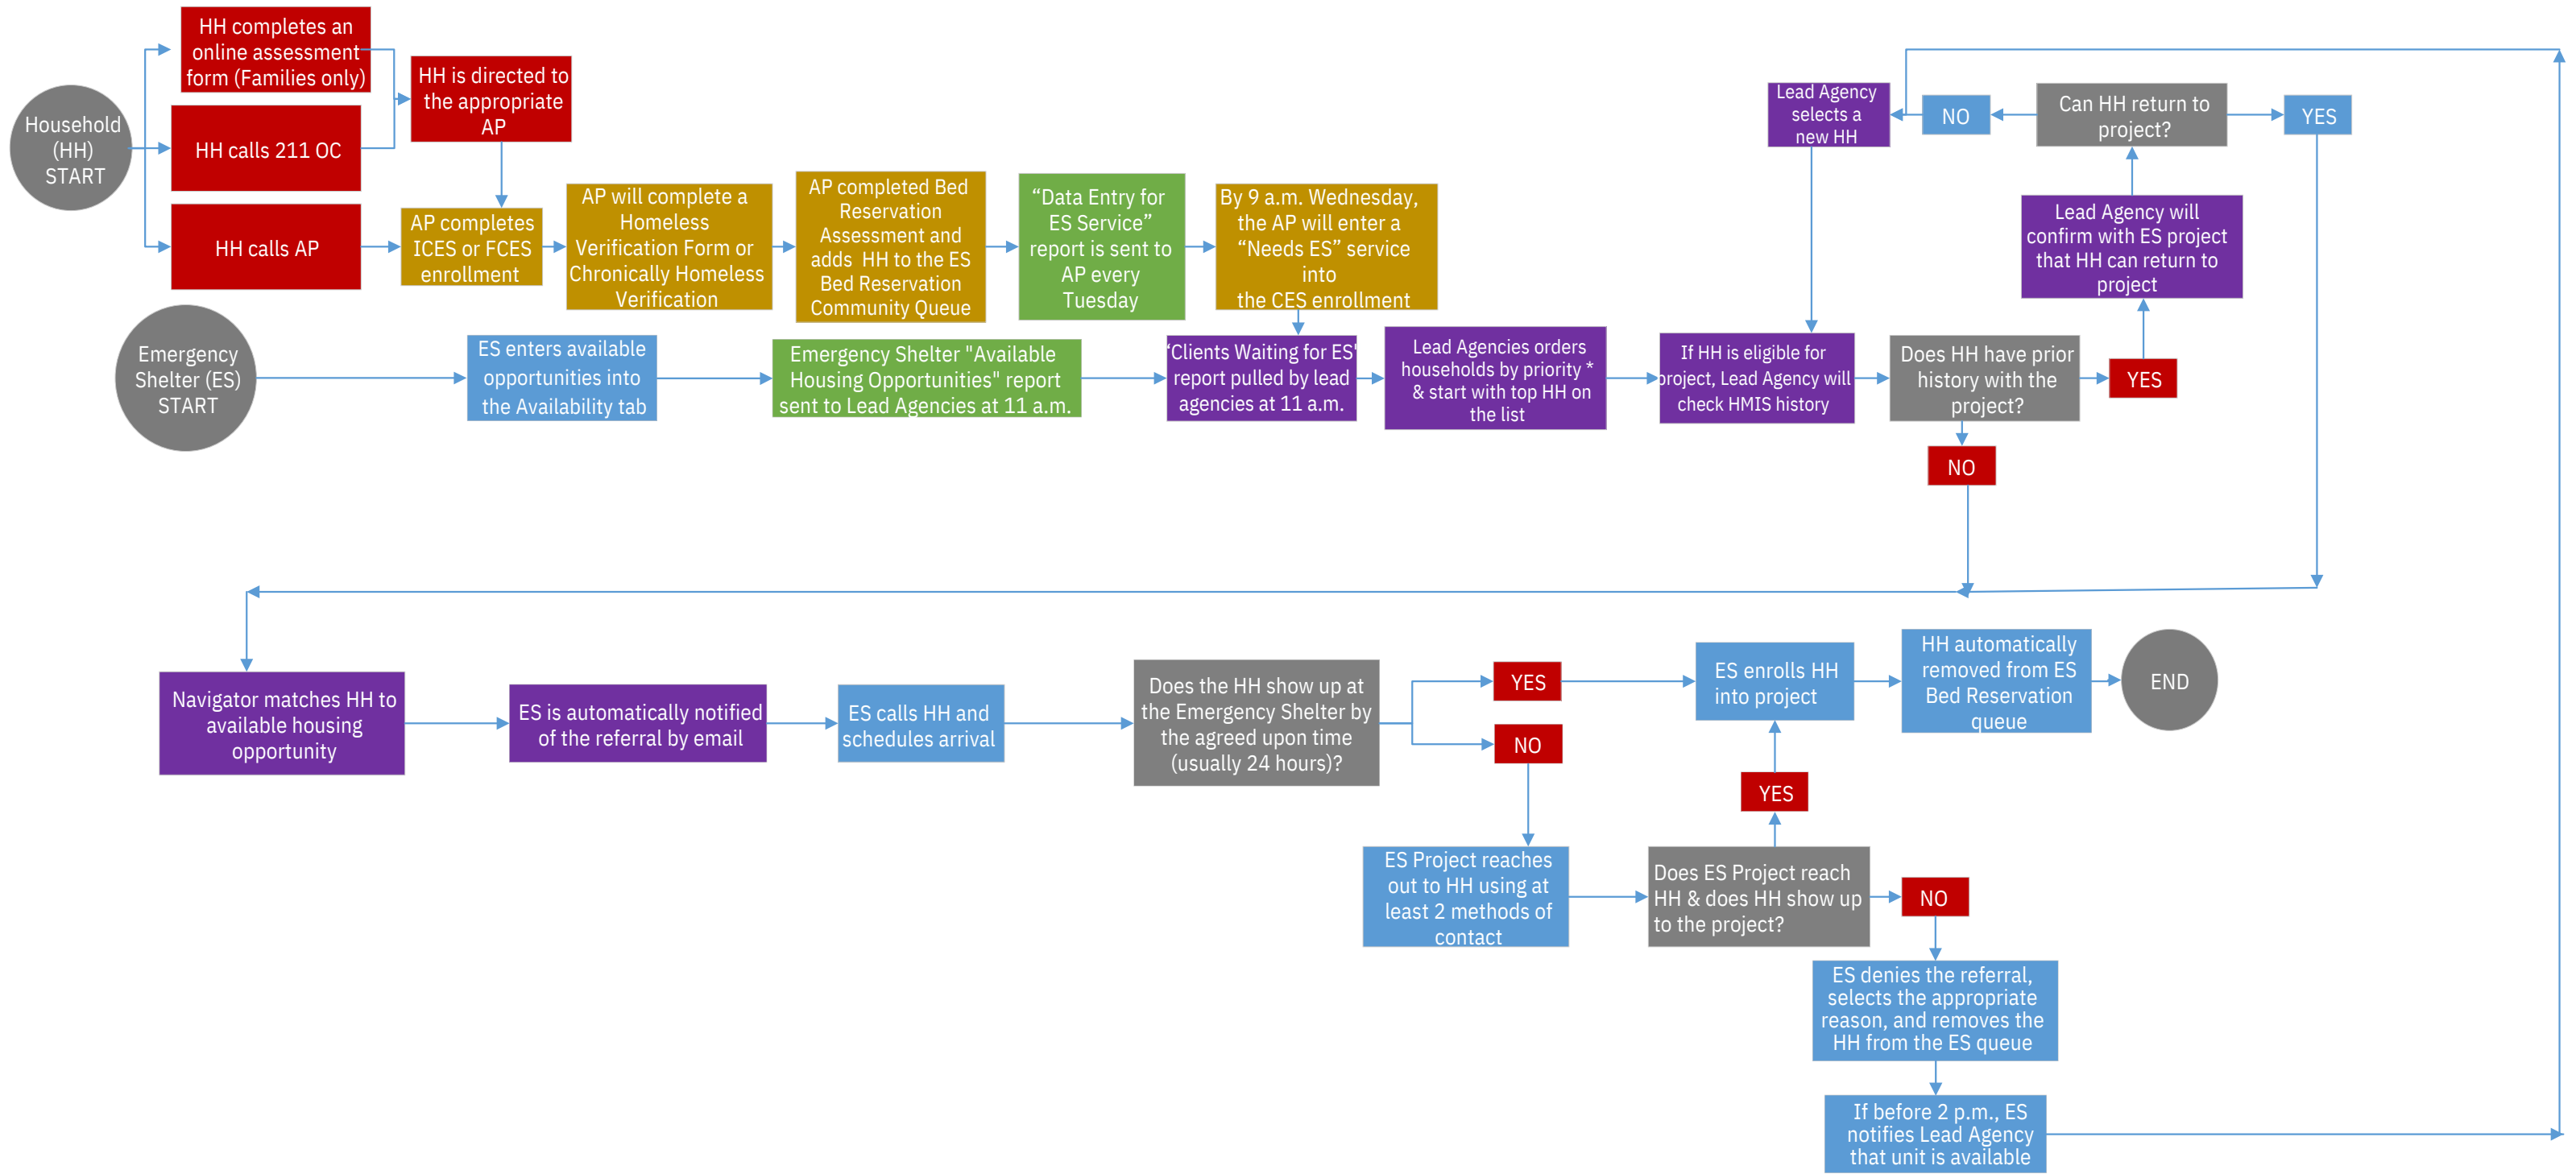 HH completes an
online assessment
form (Families only)
HH is directed to
the appropriate
AP
Household
(HH)
START
HH calls 211 OC
HH calls AP
AP completes
ICES or FCES
enrollment
AP will complete a
Homeless
Verification Form or
Chronically Homeless
Verification
AP completed Bed
Reservation
Assessment and
adds HH to the ES
Bed Reservation
Community Queue
“Data Entry for
ES Service”
report is sent to
AP every
Tuesday
By 9 a.m. Wednesday,
the AP will enter a
“Needs ES” service
into
the CES enrollment
Lead Agency
selects a
new HH
NO
Can HH return to
project?
YES
Lead Agency will
confirm with ES project
that HH can return to
project
Emergency
Shelter (ES)
START
ES enters available
opportunities into
the Availability tab
Emergency Shelter "Available
Housing Opportunities" report
sent to Lead Agencies at 11 a.m.
'Clients Waiting for ES'
report pulled by lead
agencies at 11 a.m.
Lead Agencies orders
households by priority *
& start with top HH on
the list
If HH is eligible for
project, Lead Agency will
check HMIS history
Does HH have prior
history with the
project?
YES
NO
Navigator matches HH to
available housing
opportunity
ES is automatically notified
of the referral by email
ES calls HH and
schedules arrival
Does the HH show up at
the Emergency Shelter by
the agreed upon time
(usually 24 hours)?
YES
NO
ES enrolls HH
into project
HH automatically
removed from ES
Bed Reservation
queue
END
YES
ES Project reaches
out to HH using at
least 2 methods of
contact
Does ES Project reach
HH & does HH show up
to the project?
NO
ES denies the referral,
selects the appropriate
reason, and removes the
HH from the ES queue
If before 2 p.m., ES
notifies Lead Agency
that unit is available